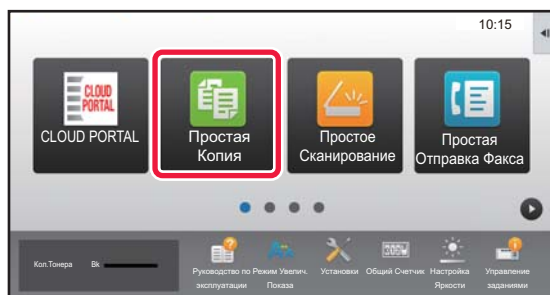 10:15
CLOUD
PORTAL
CLOUD PORTAL
Простая
Копия
Простое
Сканирование
Простая
Отправка Факса
Кол.Тонера Bk
Руководство по
эксплуатации
Режим Увелич.
Показа
Установки
Общий Счетчик
Настройка
Яркости
Управление
заданиями